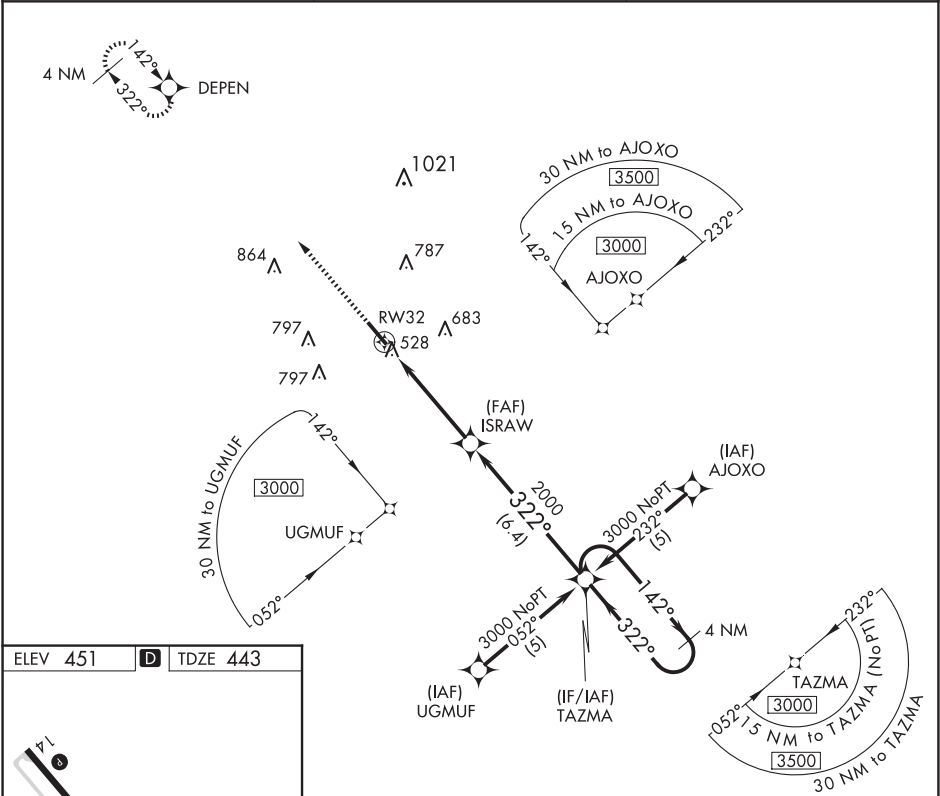 4 NM
142°
322°
DEPEN
1021
30 NM to AJOXO
3500
15 NM to AJOXO
3000
AJOXO
142°
232°
864
787
RW32
683
528
797
797
(FAF)
ISRAW
142°
30 NM to UGMUF
3000
UGMUF
052°
(IAF)
AJOXO
2000
322°
(6.4)
3000 NoPT
232°
(5)
3000 NoPT
052°
(5)
142°
322°
4 NM
(IAF)
UGMUF
(IF/IAF)
TAZMA
232°
TAZMA
052°
3000
15 NM to TAZMA (NoPT)
3500
30 NM to TAZMA
ELEV 451
D
TDZE 443
14
P